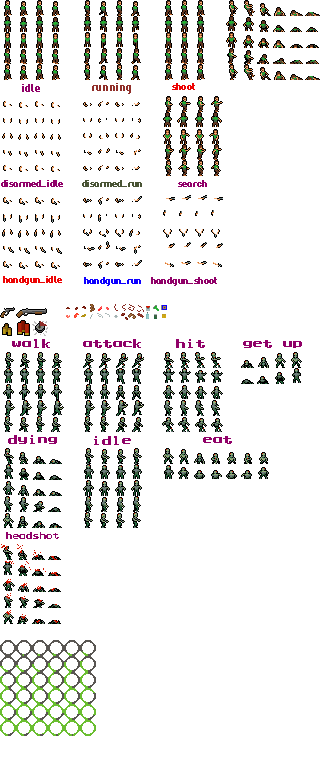 idle running shoot
disarmed_idle disarmed_run search
handgun_idle handgun_run handgun_shoot
walk attack hit get up
dying idle eat
headshot